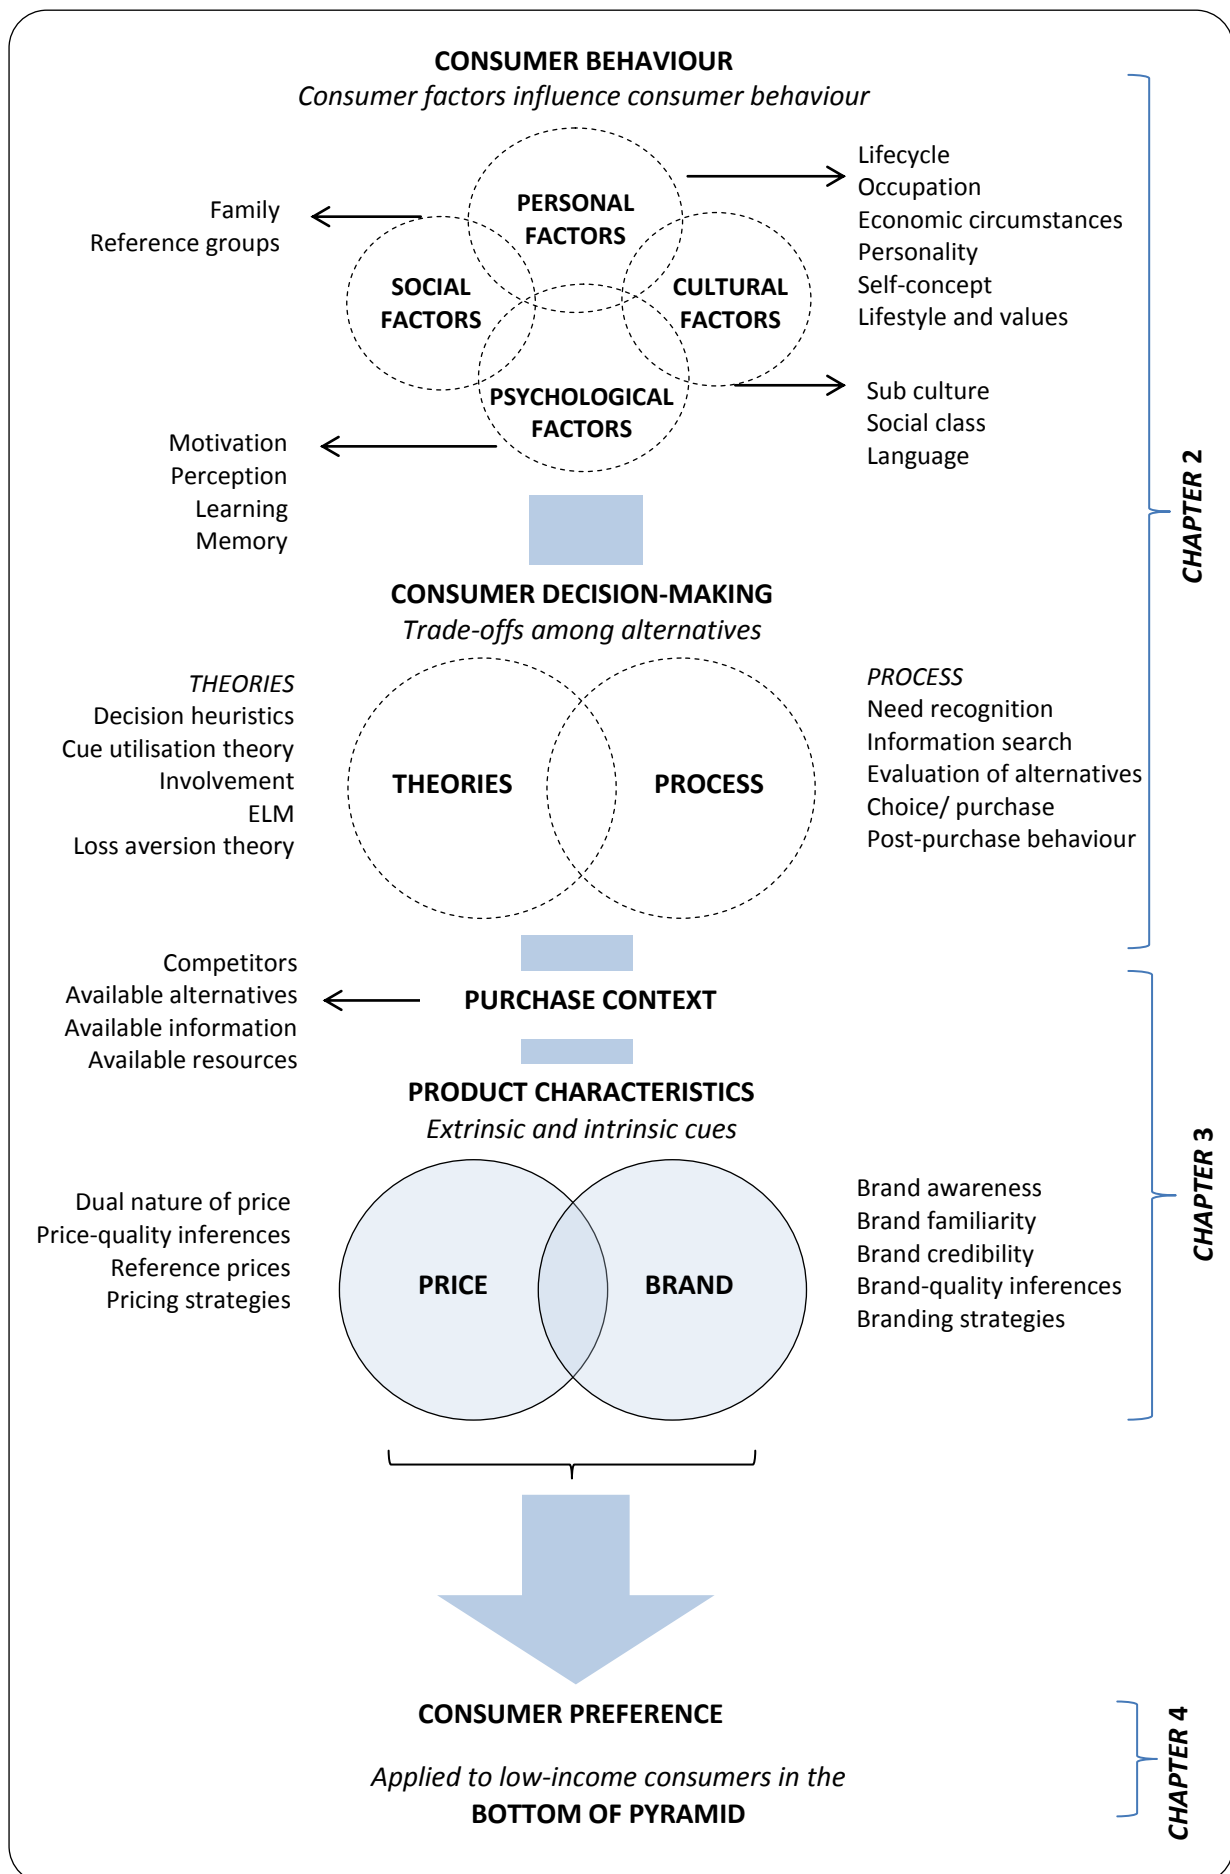 CONSUMER BEHAVIOUR
Consumer factors influence consumer behaviour
PERSONAL
FACTORS
Lifecycle
Occupation
Economic circumstances
Personality
Self-concept
Lifestyle and values
Family
Reference groups
SOCIAL
FACTORS
CULTURAL
FACTORS
PSYCHOLOGICAL
FACTORS
Sub culture
Social class
Language
Motivation
Perception
Learning
Memory
CHAPTER 2
CONSUMER DECISION-MAKING
Trade-offs among alternatives
THEORIES
Decision heuristics
Cue utilisation theory
Involvement
ELM
Loss aversion theory
THEORIES
PROCESS
PROCESS
Need recognition
Information search
Evaluation of alternatives
Choice/ purchase
Post-purchase behaviour
Competitors
Available alternatives
Available information
Available resources
PURCHASE CONTEXT
PRODUCT CHARACTERISTICS
Extrinsic and intrinsic cues
CHAPTER 3
Dual nature of price
Price-quality inferences
Reference prices
Pricing strategies
PRICE
BRAND
Brand awareness
Brand familiarity
Brand credibility
Brand-quality inferences
Branding strategies
CONSUMER PREFERENCE
Applied to low-income consumers in the
BOTTOM OF PYRAMID
CHAPTER 4